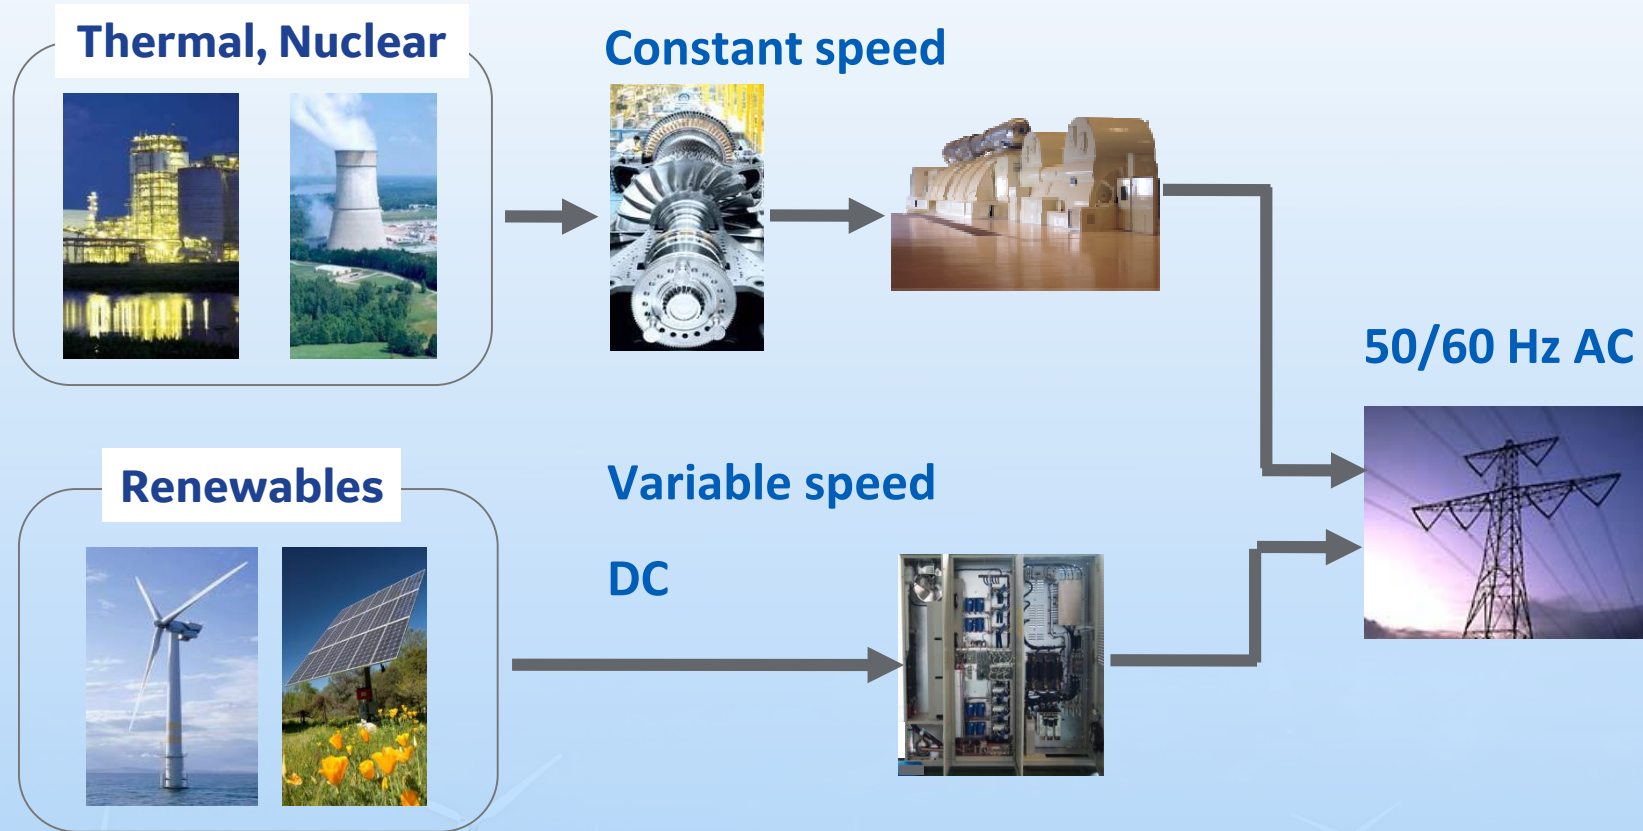 Thermal, Nuclear
Constant speed
50/60 Hz AC
Renewables
Variable speed
DC